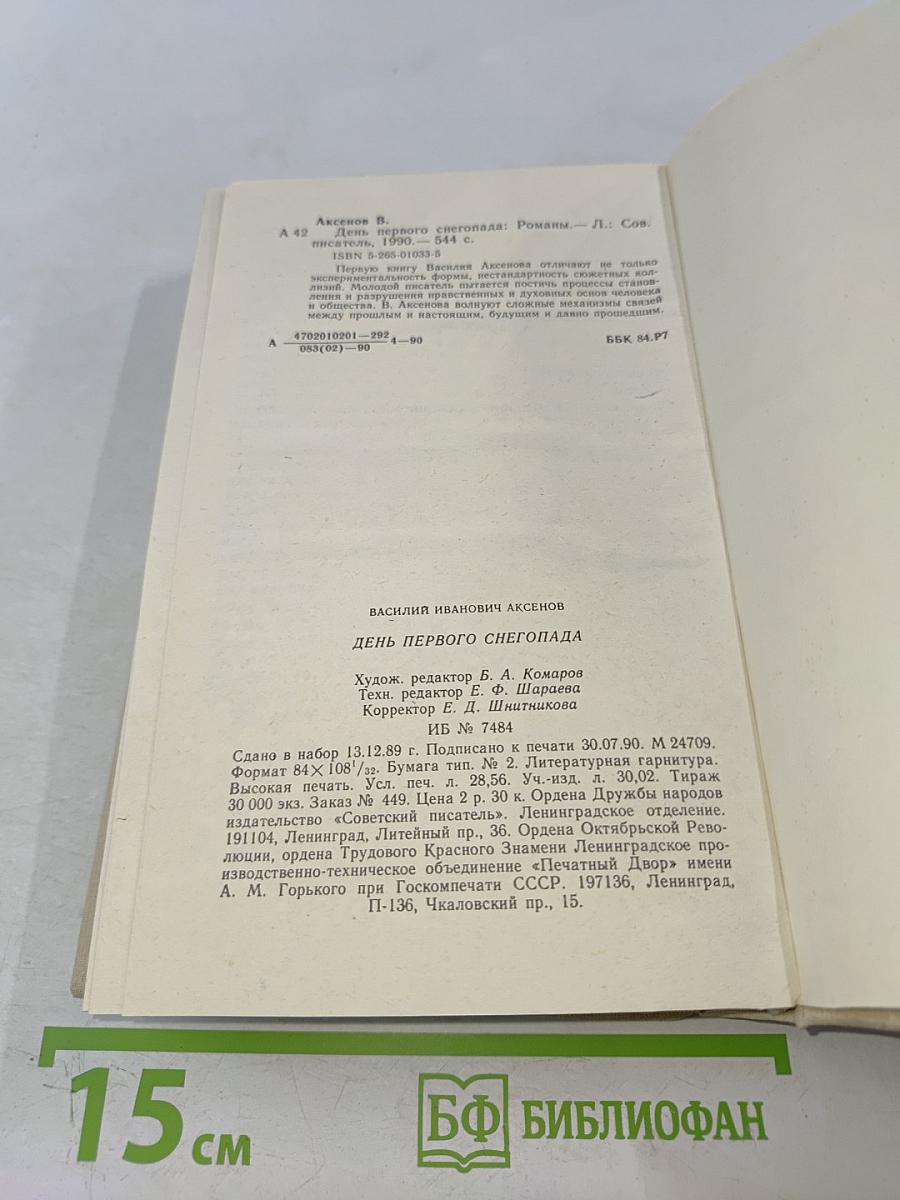 Аксенов В.
А 42 День первого снегопада: Романы.— Л.: Сов.
писатель, 1990.— 544 с.
ISBN 5-265-01033-5
Первую книгу Василия Аксенова отличают не только
экспериментальность формы, нестандартность сюжетных кол-
лизий. Молодой писатель пытается постичь процессы станов-
ления и разрушения нравственных и духовных основ человека
и общества. В. Аксенова волнуют сложные механизмы связей
между прошлым и настоящим, будущим и давно прошедшим.
А 4702010201—292 4—90 ББК 84.Р7
083(02)—90
ВАСИЛИЙ ИВАНОВИЧ АКСЕНОВ
ДЕНЬ ПЕРВОГО СНЕГОПАДА
Худож. редактор Б. А. Комаров
Техн. редактор Е. Ф. Шараева
Корректор Е. Д. Шнитникова
ИБ № 7484
Сдано в набор 13.12.89 г. Подписано к печати 30.07.90. М 24709.
Формат 84×108¹/₃₂. Бумага тип. № 2. Литературная гарнитура.
Высокая печать. Усл. печ. л. 28,56. Уч.-изд. л. 30,02. Тираж
30 000 экз. Заказ № 449. Цена 2 р. 30 к. Ордена Дружбы народов
издательство «Советский писатель». Ленинградское отделение.
191104, Ленинград, Литейный пр., 36. Ордена Октябрьской Рево-
люции, ордена Трудового Красного Знамени Ленинградское про-
изводственно-техническое объединение «Печатный Двор» имени
А. М. Горького при Госкомпечати СССР. 197136, Ленинград,
П-136, Чкаловский пр., 15.
15 см
БФ БИБЛИОФАН